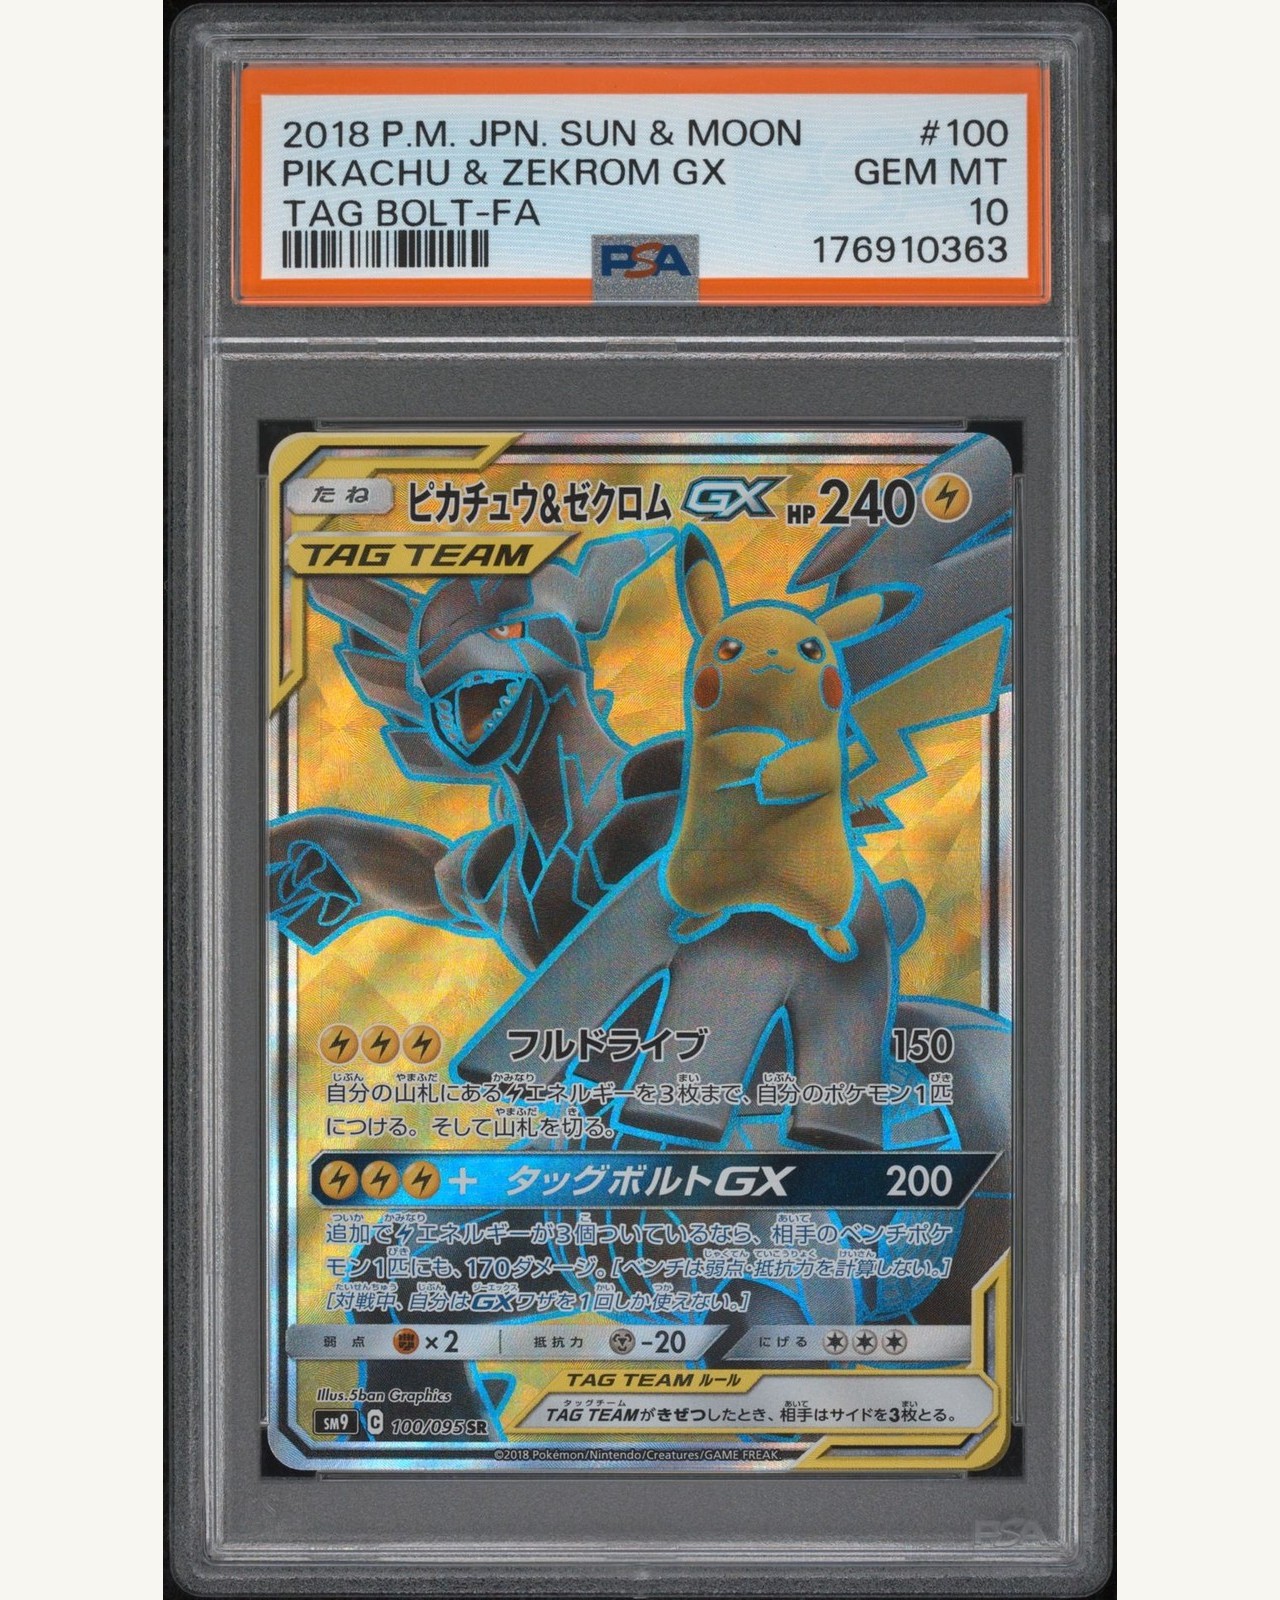 2018 P.M. JPN. SUN & MOON #100
PIKACHU & ZEKROM GX GEM MT
TAG BOLT-FA 10
176910363
PSA
たね ピカチュウ&ゼクロムGX HP240
TAG TEAM
フルドライブ 150
自分の山札にあるエネルギーを3枚まで、自分のポケモン1匹
につける。そして山札を切る。
+ タッグボルトGX 200
追加でエネルギーが3個ついているなら、相手のベンチポケ
モン1匹にも、170ダメージ。[ベンチは弱点・抵抗力を計算しない。]
[対戦中、自分はGXワザを1回しか使えない。]
弱点 ×2 抵抗力 -20 にげる
TAG TEAM ルール
TAG TEAMがきぜつしたとき、相手はサイドを3枚とる。
Illus.5ban Graphics
SM9 C 100/095 SR
©2018 Pokémon/Nintendo/Creatures/GAME FREAK.
PSA